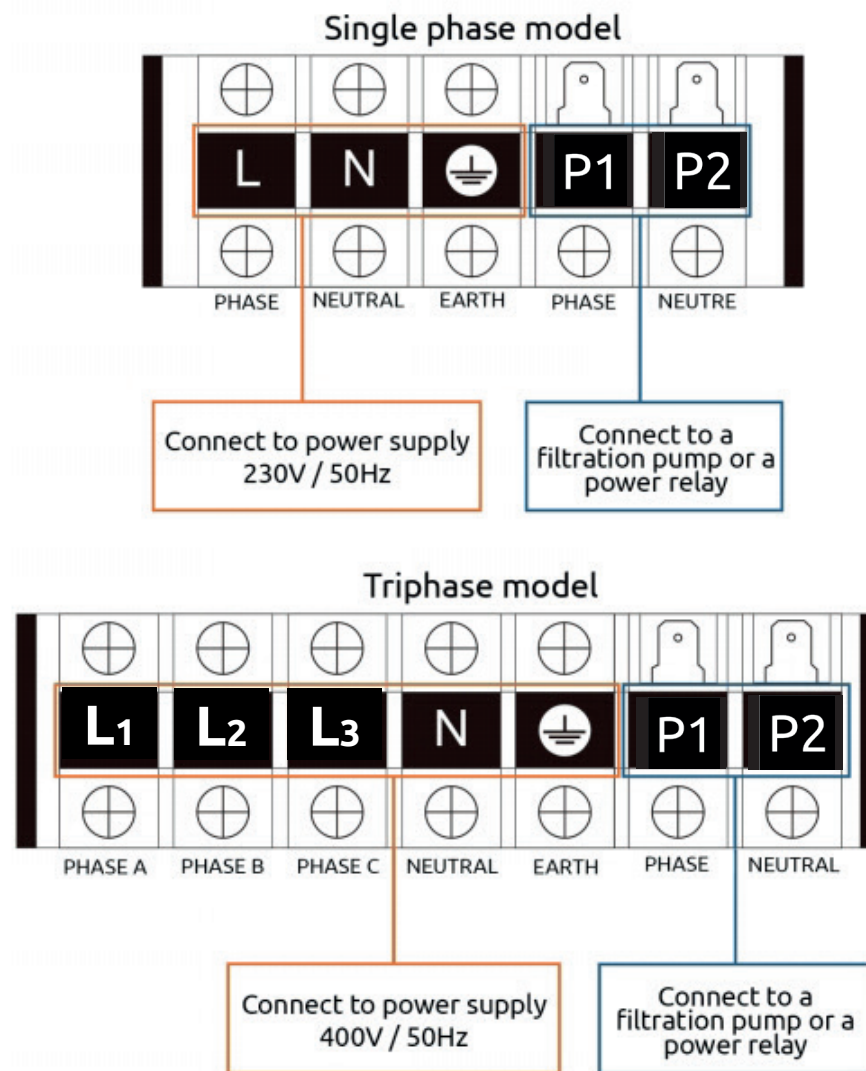 Single phase model
L N P1 P2
PHASE NEUTRAL EARTH PHASE NEUTRE
Connect to power supply
230V / 50Hz
Connect to a
filtration pump or a
power relay
Triphase model
L1 L2 L3 N P1 P2
PHASE A PHASE B PHASE C NEUTRAL EARTH PHASE NEUTRAL
Connect to power supply
400V / 50Hz
Connect to a
filtration pump or a
power relay